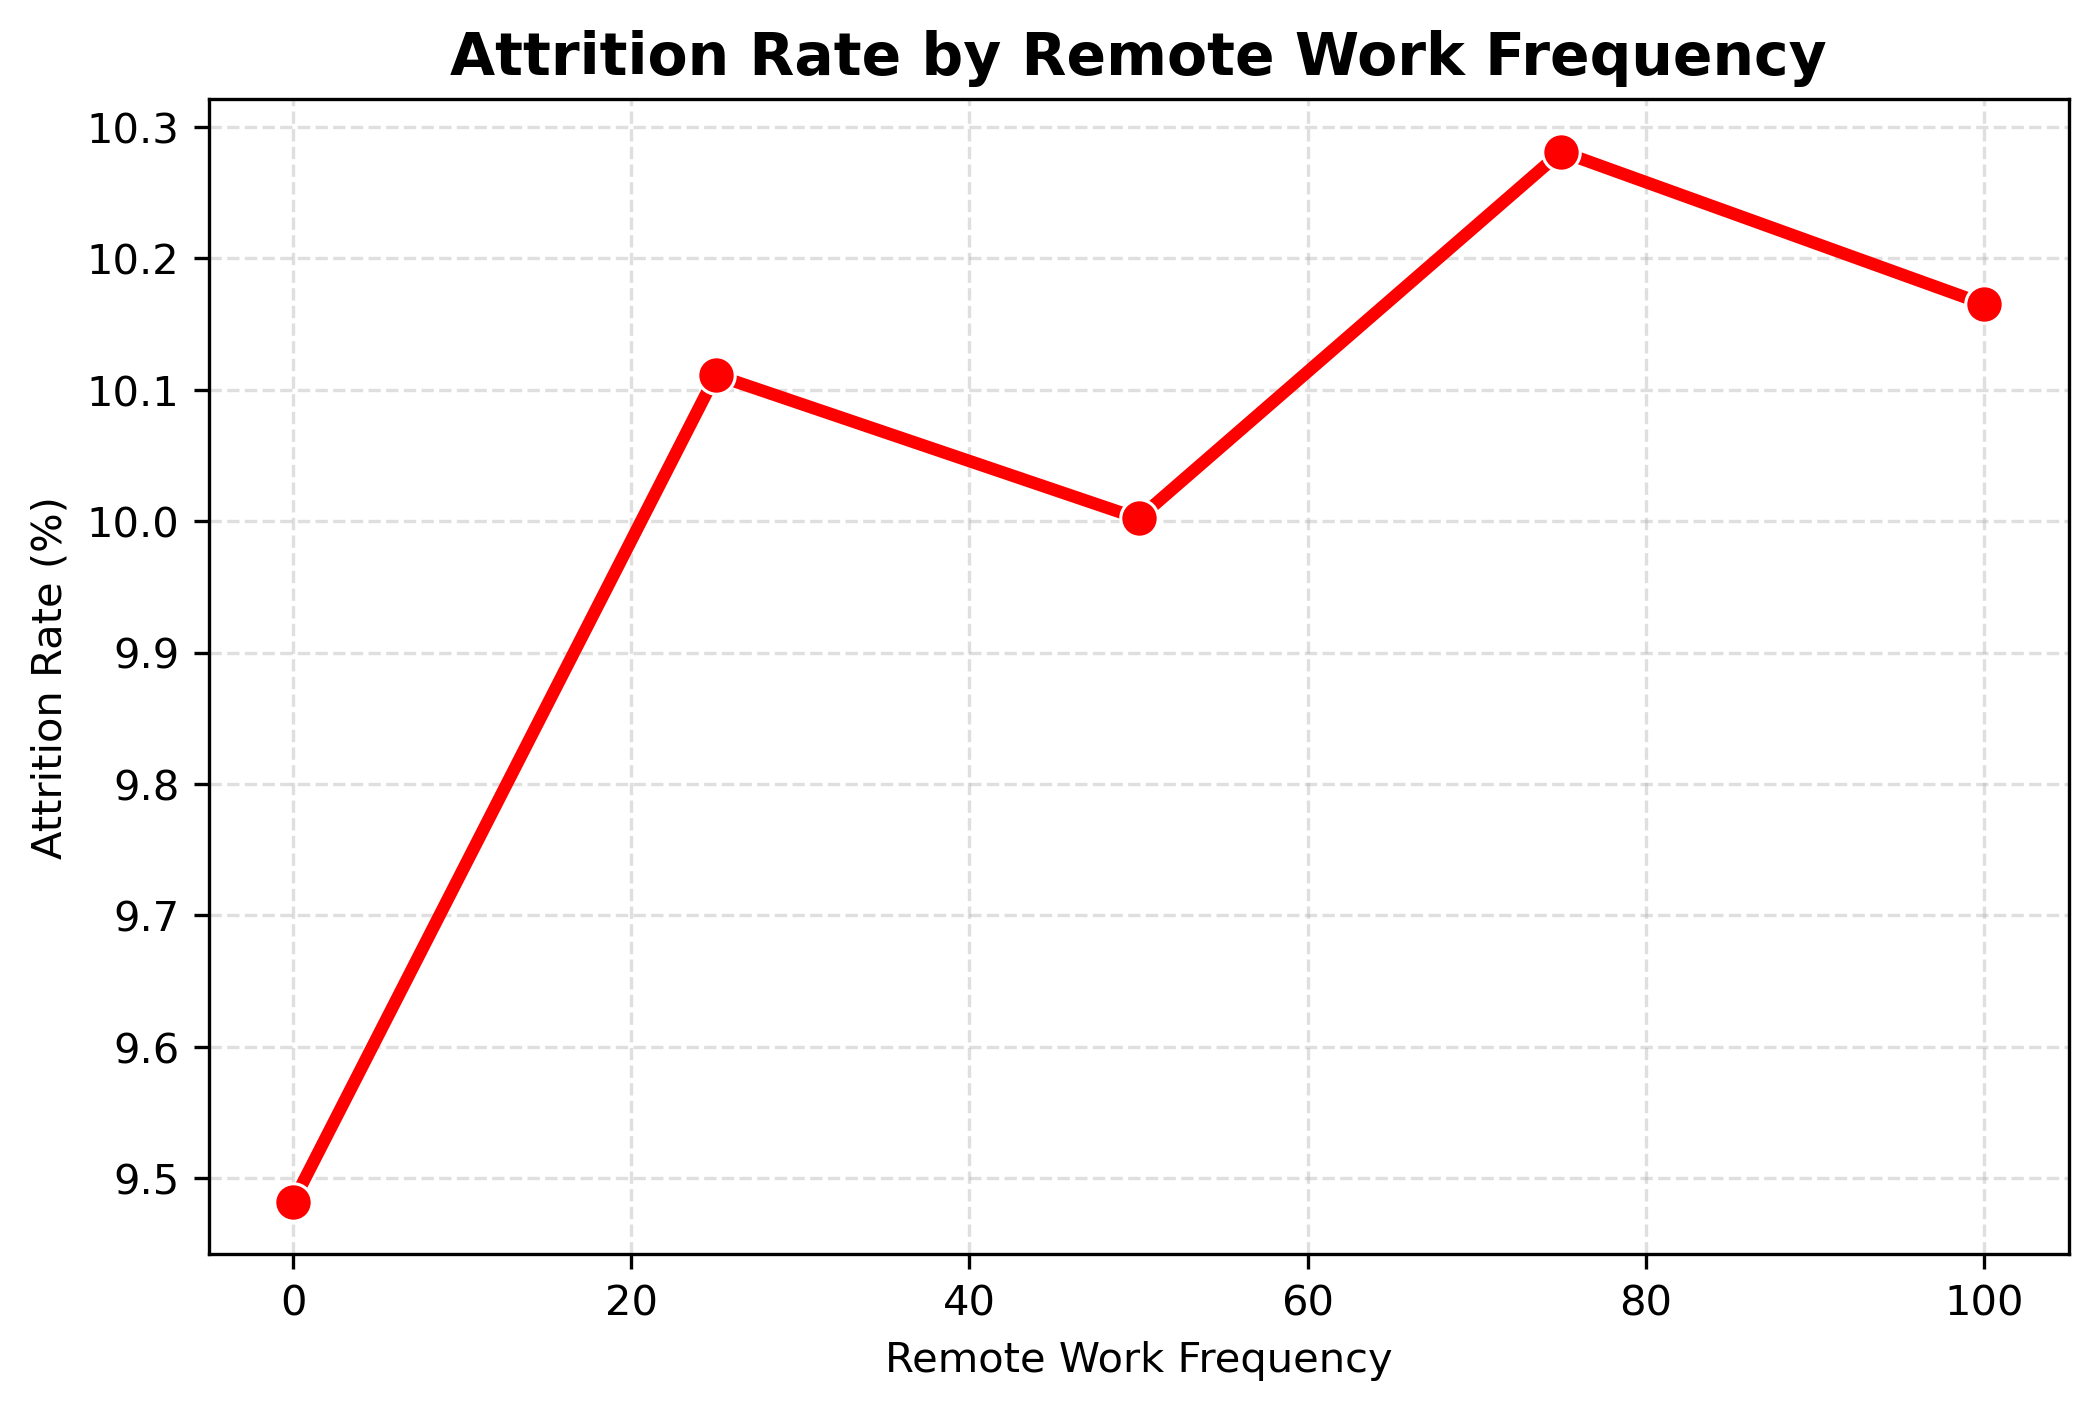 Attrition Rate by Remote Work Frequency
Attrition Rate (%)
10.3
10.2
10.1
10.0
9.9
9.8
9.7
9.6
9.5
0 20 40 60 80 100
Remote Work Frequency